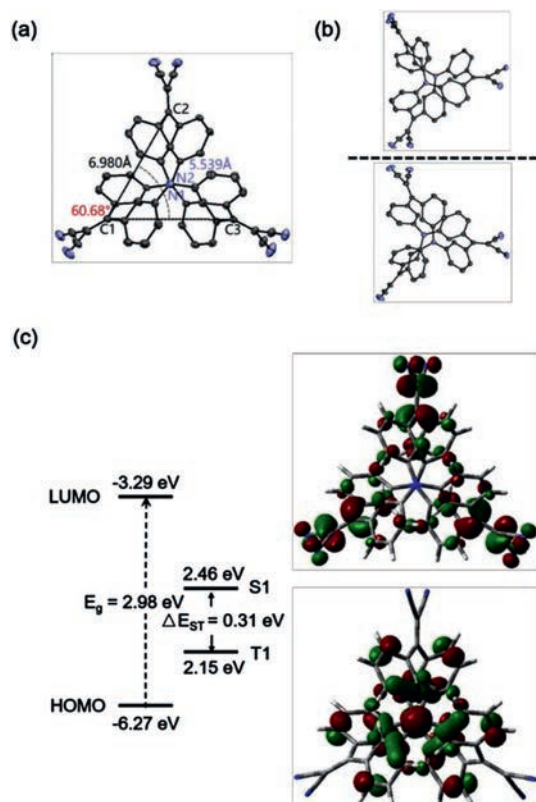 (a)
(b)
C2
6.980Å
5.539Å
N2
N1
60.68°
C1
C3
(c)
-3.29 eV
LUMO
2.46 eV
S1
Eg = 2.98 eV
ΔEST = 0.31 eV
T1
2.15 eV
HOMO
-6.27 eV